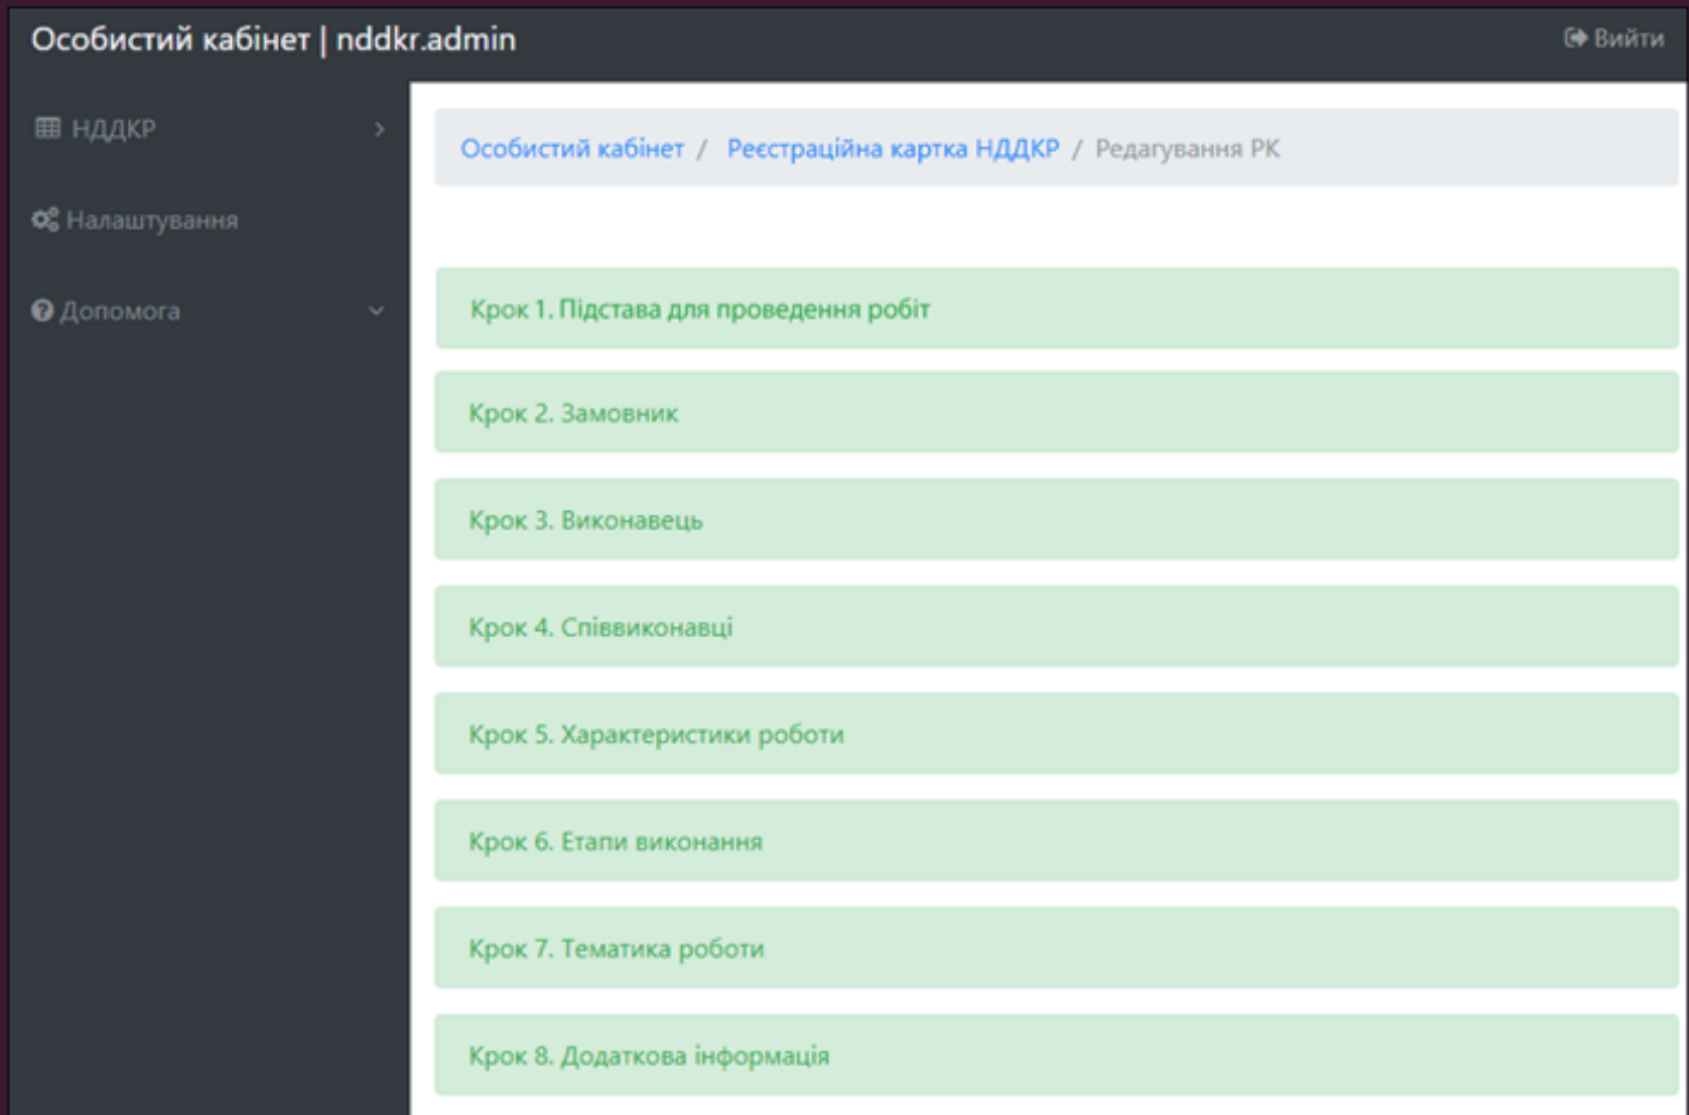 Особистий кабінет | nddkr.admin
Вийти
НДДКР
Налаштування
Допомога
Особистий кабінет / Реєстраційна картка НДДКР / Редагування РК
Крок 1. Підстава для проведення робіт
Крок 2. Замовник
Крок 3. Виконавець
Крок 4. Співвиконавці
Крок 5. Характеристики роботи
Крок 6. Етапи виконання
Крок 7. Тематика роботи
Крок 8. Додаткова інформація